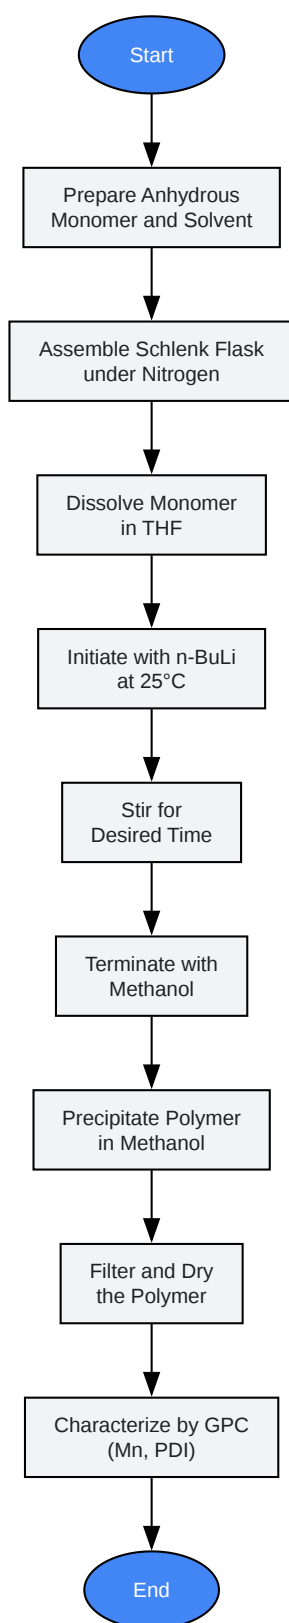 Start
Prepare Anhydrous
Monomer and Solvent
Assemble Schlenk Flask
under Nitrogen
Dissolve Monomer
in THF
Initiate with n-BuLi
at 25°C
Stir for
Desired Time
Terminate with
Methanol
Precipitate Polymer
in Methanol
Filter and Dry
the Polymer
Characterize by GPC
(Mn, PDI)
End